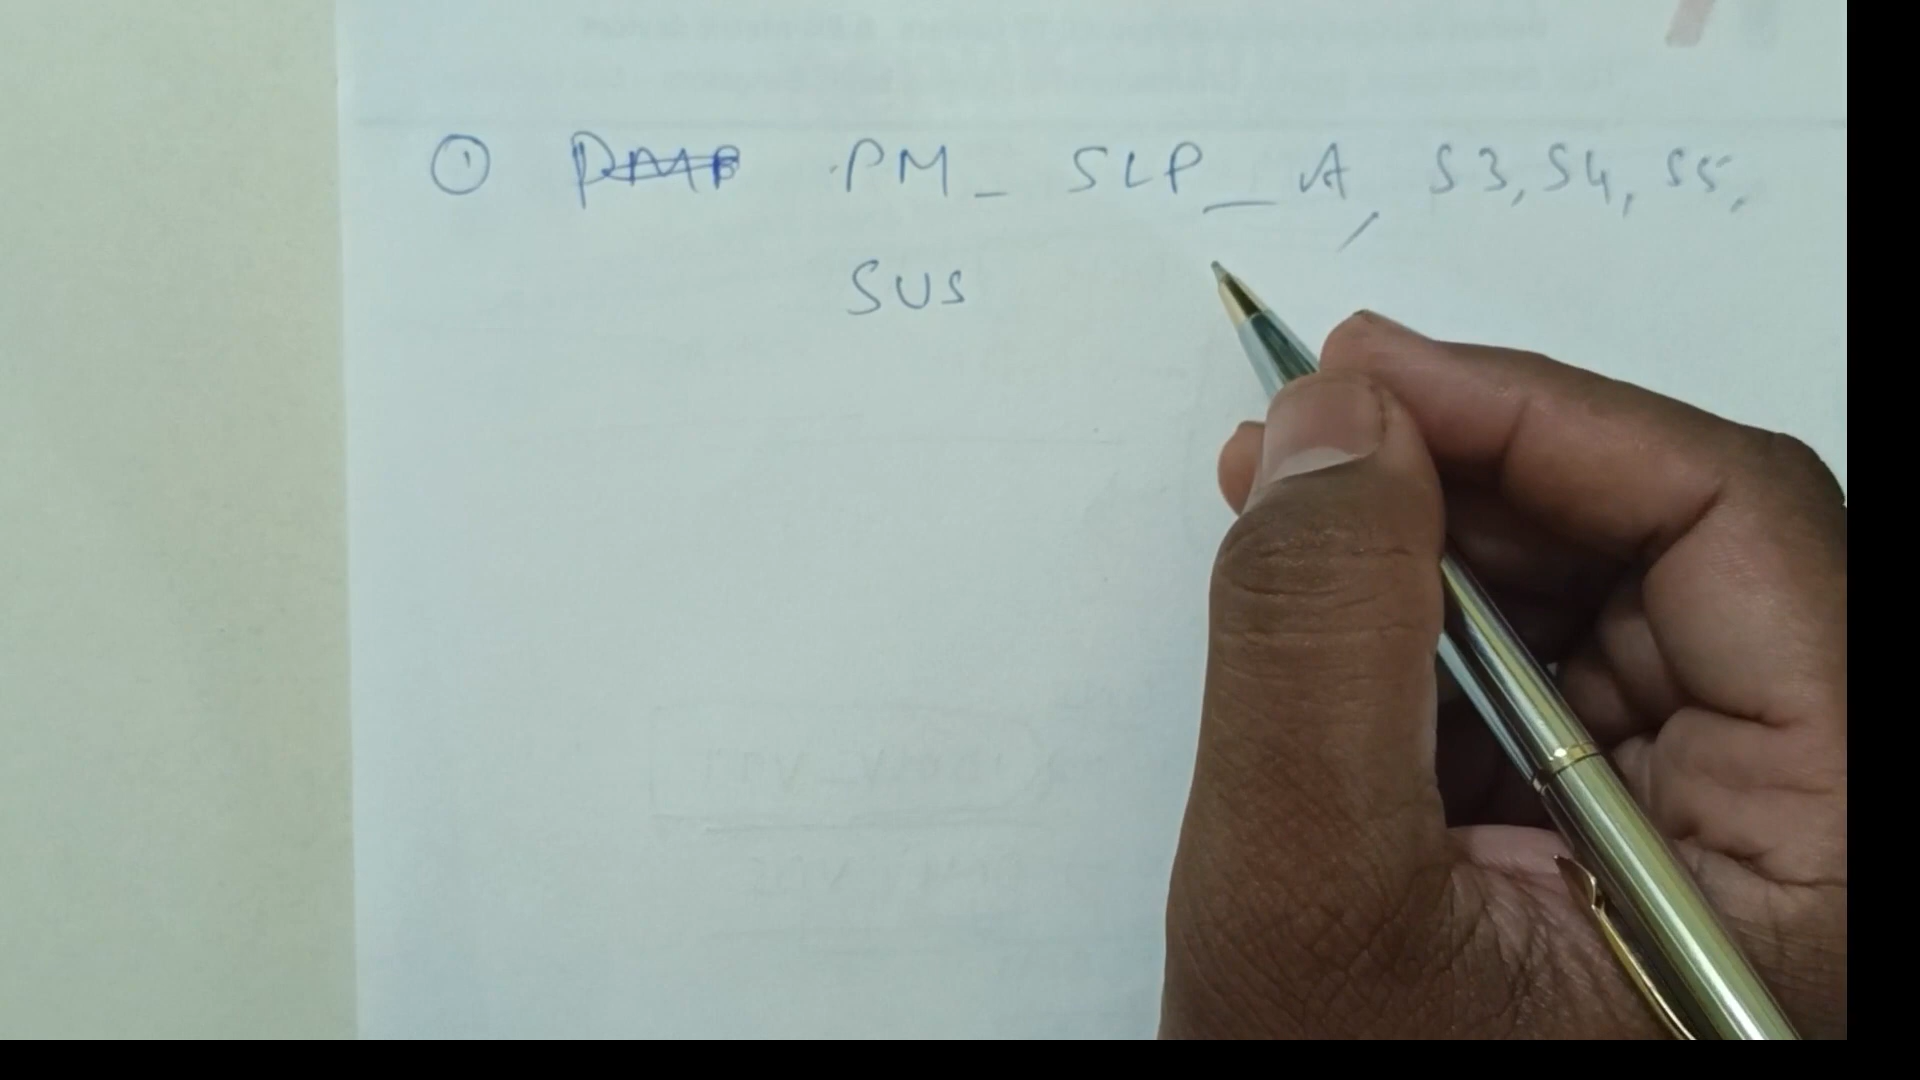 ① PM_ SLP_A, S3, S4, S5,
SUS